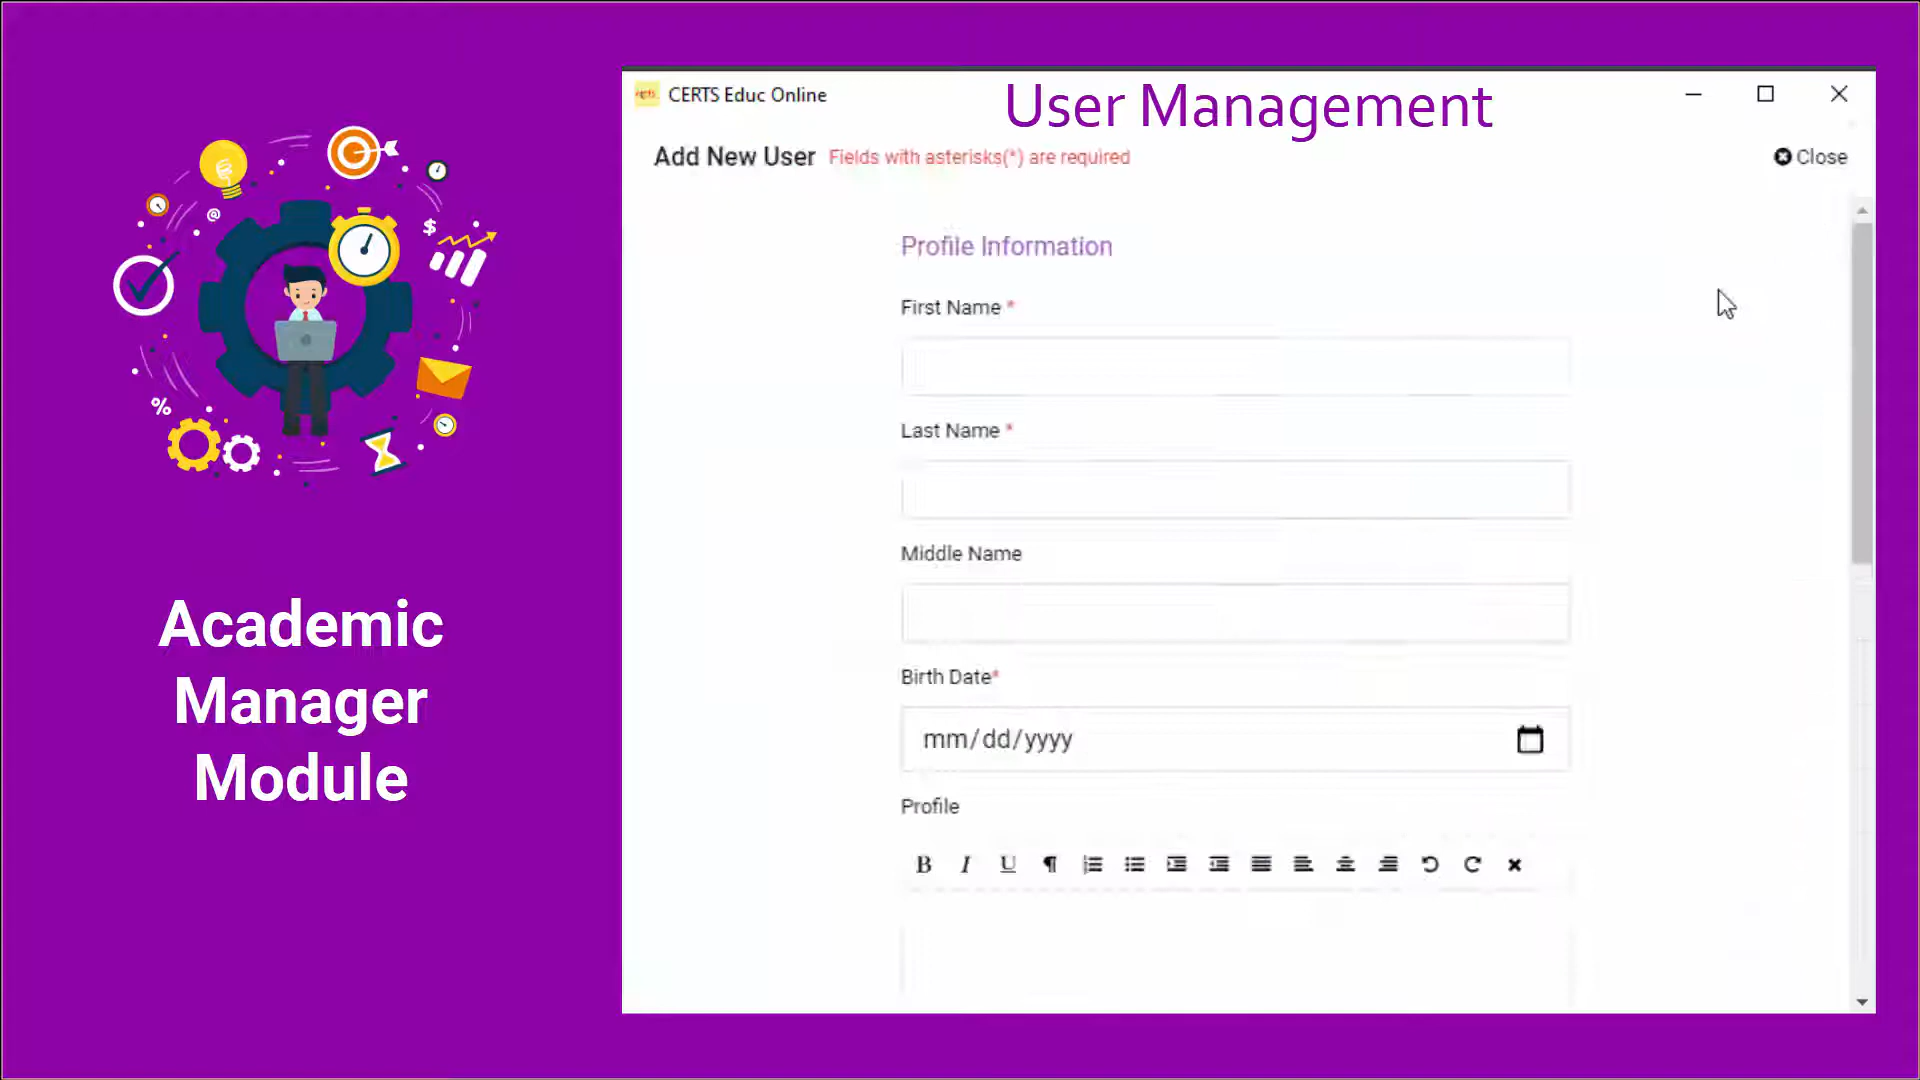 CERTS Educ Online
User Management
Add New User Fields with asterisks(*) are required
Close
Profile Information
First Name *
Last Name *
Middle Name
Birth Date*
mm/dd/yyyy
Profile
Academic
Manager
Module